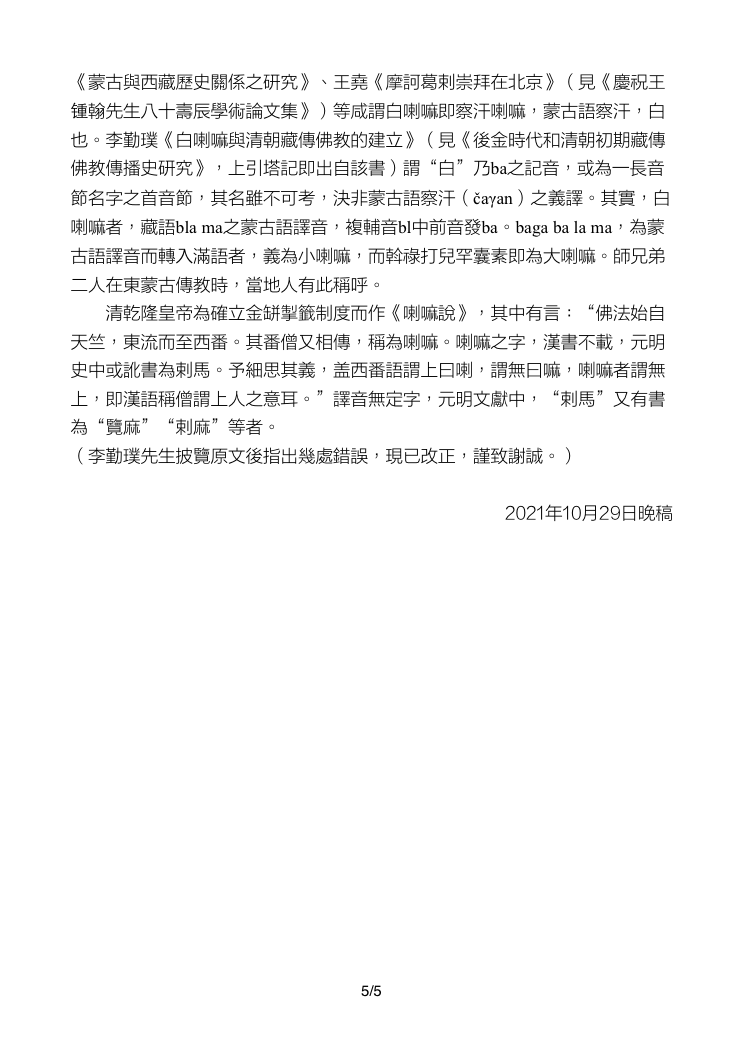 《蒙古與西藏歷史關係之研究》、王堯《摩訶葛剌崇拜在北京》（見《慶祝王
锺翰先生八十壽辰學術論文集》）等咸謂白喇嘛即察汗喇嘛，蒙古語察汗，白
也。李勤璞《白喇嘛與清朝藏傳佛教的建立》（見《後金時代和清朝初期藏傳
佛教傳播史研究》，上引塔記即出自該書）謂“白”乃ba之記音，或為一長音
節名字之首音節，其名雖不可考，決非蒙古語察汗（čaγan）之義譯。其實，白
喇嘛者，藏語bla ma之蒙古語譯音，複輔音bl中前音發ba。baga ba la ma，為蒙
古語譯音而轉入滿語者，義為小喇嘛，而斡祿打兒罕囊素即為大喇嘛。師兄弟
二人在東蒙古傳教時，當地人有此稱呼。
清乾隆皇帝為確立金缾掣籤制度而作《喇嘛說》，其中有言：“佛法始自
天竺，東流而至西番。其番僧又相傳，稱為喇嘛。喇嘛之字，漢書不載，元明
史中或訛書為剌馬。予細思其義，盖西番語謂上曰喇，謂無曰嘛，喇嘛者謂無
上，即漢語稱僧謂上人之意耳。”譯音無定字，元明文獻中，“剌馬”又有書
為“覽麻”“剌麻”等者。
（李勤璞先生披覽原文後指出幾處錯誤，現已改正，謹致謝誠。）
2021年10月29日晚稿
5/5